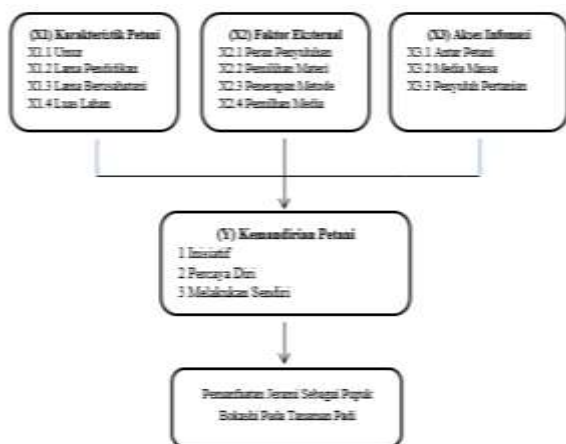 (X1) Karakteristik Petani
X1.1 Umur
X1.2 Lama Pendidikan
X1.3 Lama Berusahatani
X1.4 Luas Lahan
(X2) Faktor Eksternal
X2.1 Peran Penyuluhan
X2.2 Pemilihan Materi
X2.3 Penerapan Metode
X2.4 Pemilhan Media
(X3) Akses Infomasi
X3.1 Antar Petani
X3.2 Media Massa
X3.3 Penyuluh Pertanian
(Y) Kemandirian Petani
1 Inisiatif
2 Percaya Diri
3 Melakukan Sendiri
Pemanfaatan Jerami Sebagai Pupuk
Bokashi Pada Tanaman Padi